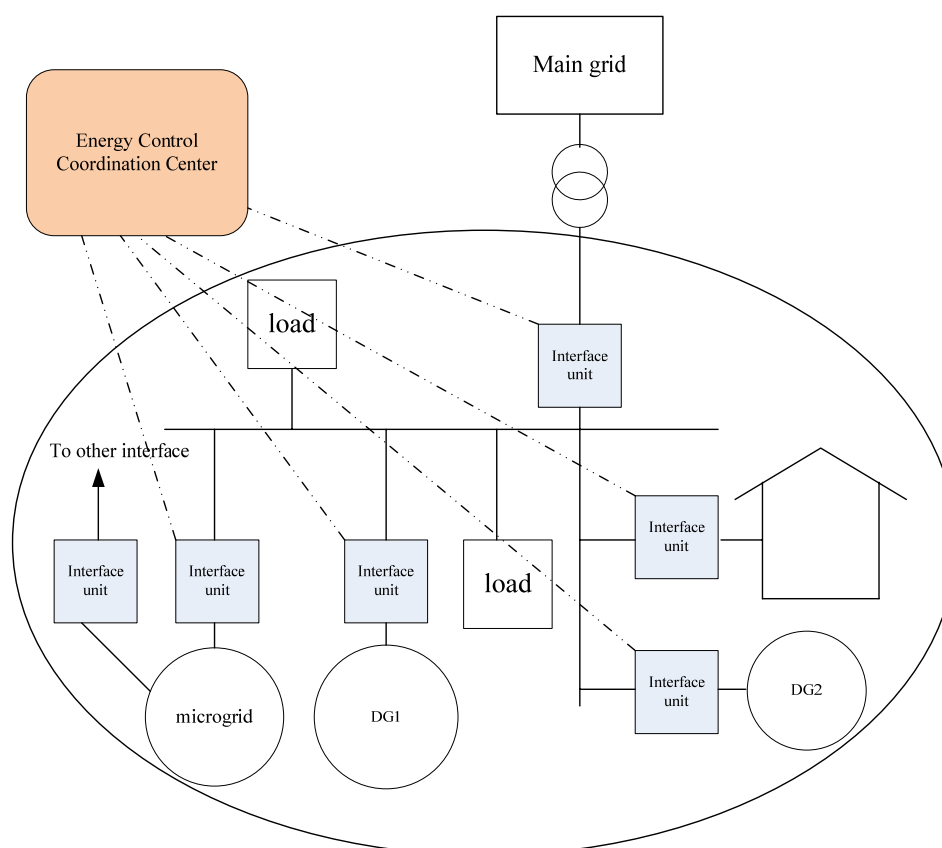 Main grid
Energy Control
Coordination Center
load
Interface
unit
To other interface
Interface
unit
Interface
unit
Interface
unit
Interface
unit
load
Interface
unit
microgrid
DG1
DG2